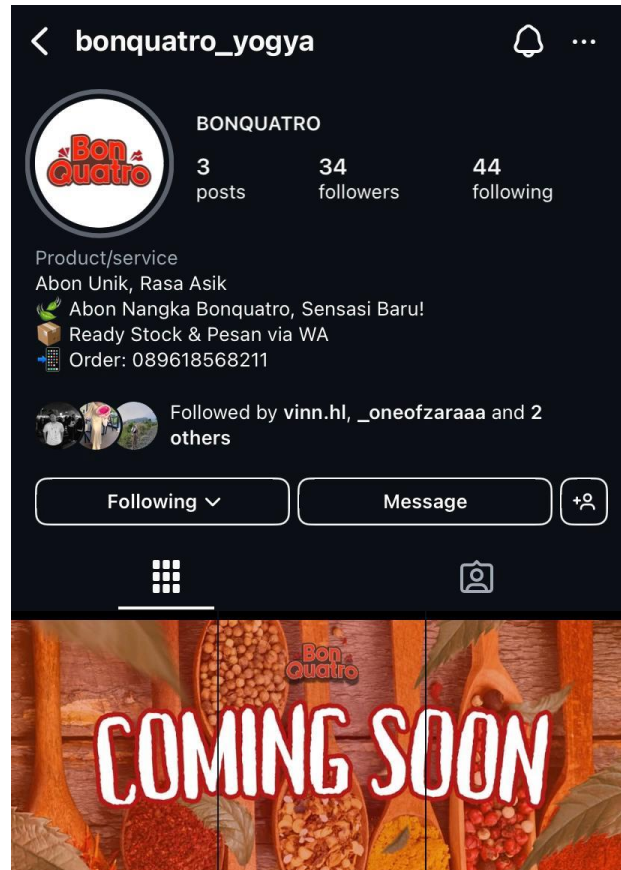 bonquatro_yogya
Bon
Quatro
BONQUATRO
3 34 44
posts followers following
Product/service
Abon Unik, Rasa Asik
Abon Nangka Bonquatro, Sensasi Baru!
Ready Stock & Pesan via WA
Order: 089618568211
Followed by vinn.hl, _oneofzaraaa and 2
others
Following Message
Bon
Quatro
COMING SOON